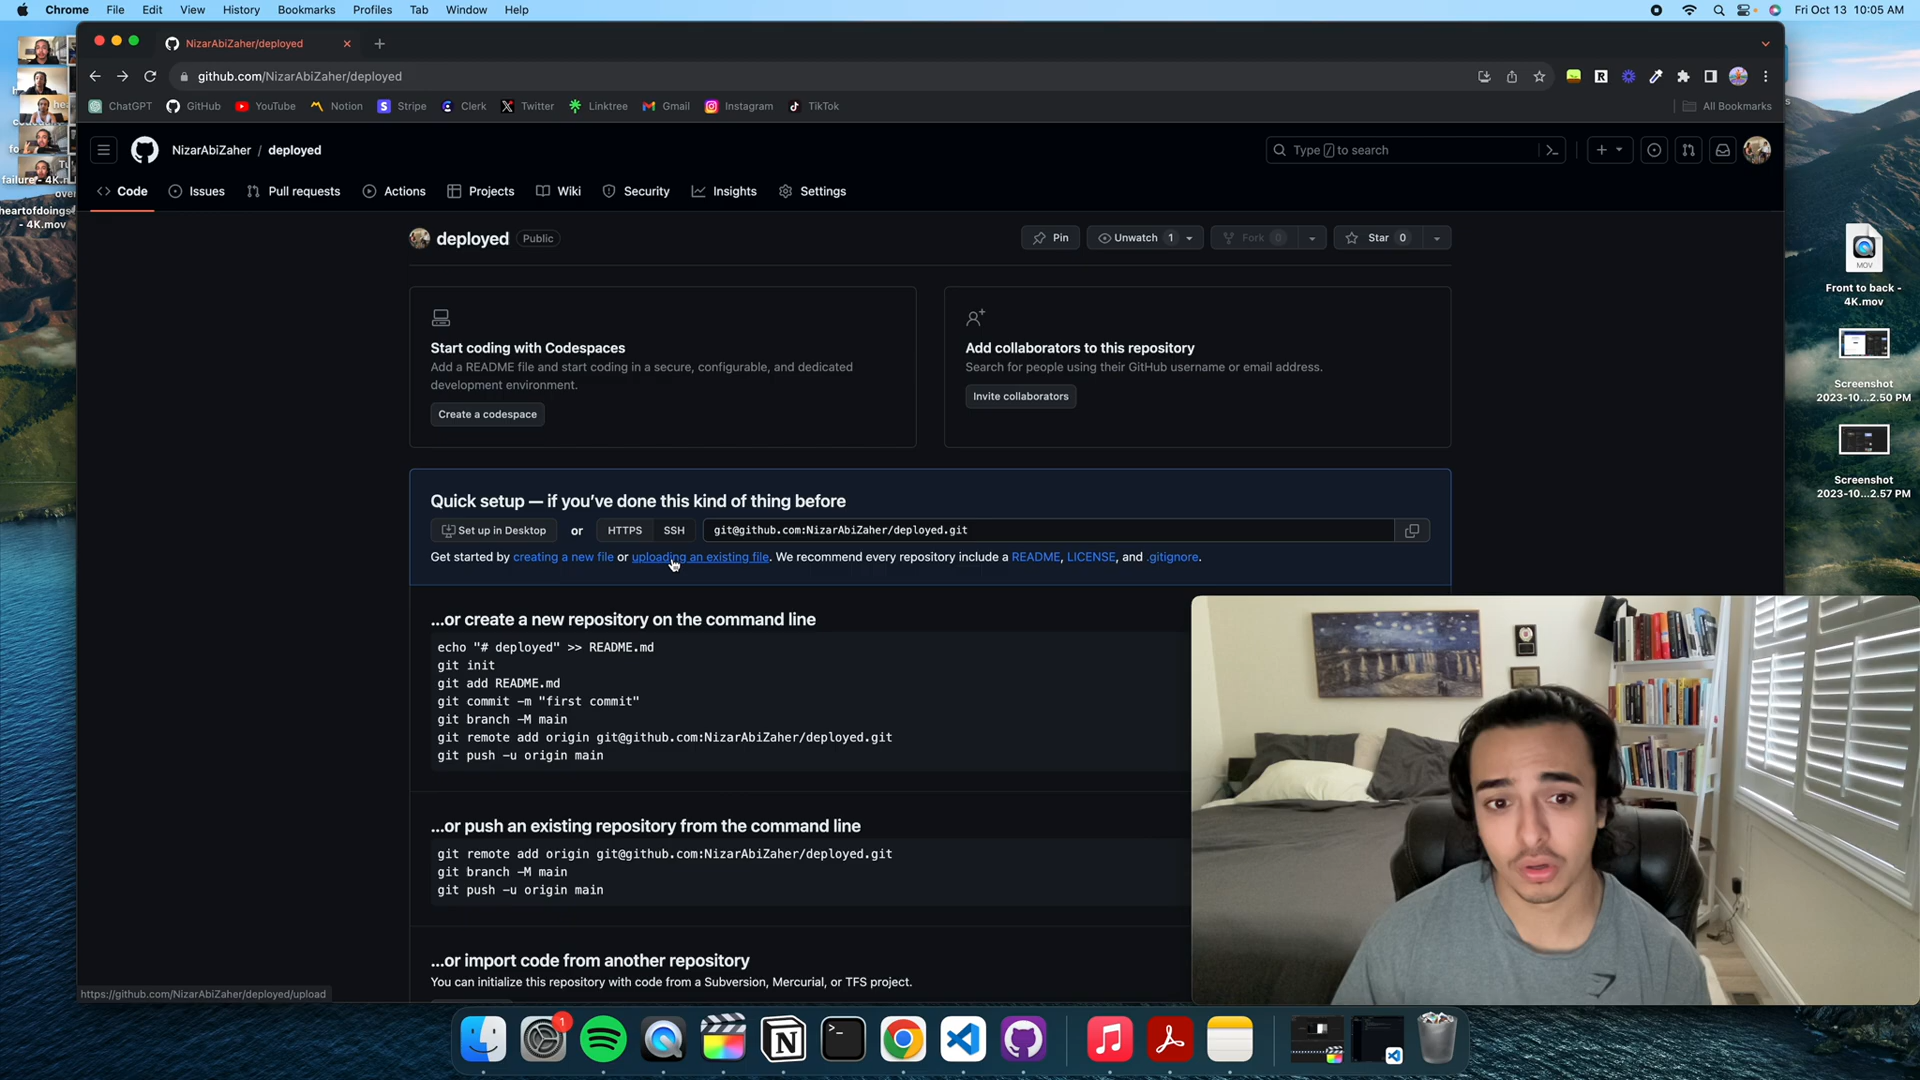 Chrome File Edit View History Bookmarks Profiles Tab Window Help
Fri Oct 13 10:05 AM
NizarAbiZaher/deployed
github.com/NizarAbiZaher/deployed
ChatGPT GitHub YouTube Notion Stripe Clerk Twitter Linktree Gmail Instagram TikTok
All Bookmarks
NizarAbiZaher / deployed
Type / to search
Code Issues Pull requests Actions Projects Wiki Security Insights Settings
deployed Public
Pin Unwatch 1 Fork 0 Star 0
Start coding with Codespaces
Add a README file and start coding in a secure, configurable, and dedicated
development environment.
Create a codespace
Add collaborators to this repository
Search for people using their GitHub username or email address.
Invite collaborators
Quick setup — if you've done this kind of thing before
Set up in Desktop or HTTPS SSH git@github.com:NizarAbiZaher/deployed.git
Get started by creating a new file or uploading an existing file. We recommend every repository include a README, LICENSE, and .gitignore.
...or create a new repository on the command line
echo "# deployed" >> README.md
git init
git add README.md
git commit -m "first commit"
git branch -M main
git remote add origin git@github.com:NizarAbiZaher/deployed.git
git push -u origin main
...or push an existing repository from the command line
git remote add origin git@github.com:NizarAbiZaher/deployed.git
git branch -M main
git push -u origin main
...or import code from another repository
You can initialize this repository with code from a Subversion, Mercurial, or TFS project.
https://github.com/NizarAbiZaher/deployed/upload
failure - 4K.m
heartofdoings
- 4K.mov
MOV
Front to back -
4K.mov
Screenshot
2023-10...2.50 PM
Screenshot
2023-10...2.57 PM
1